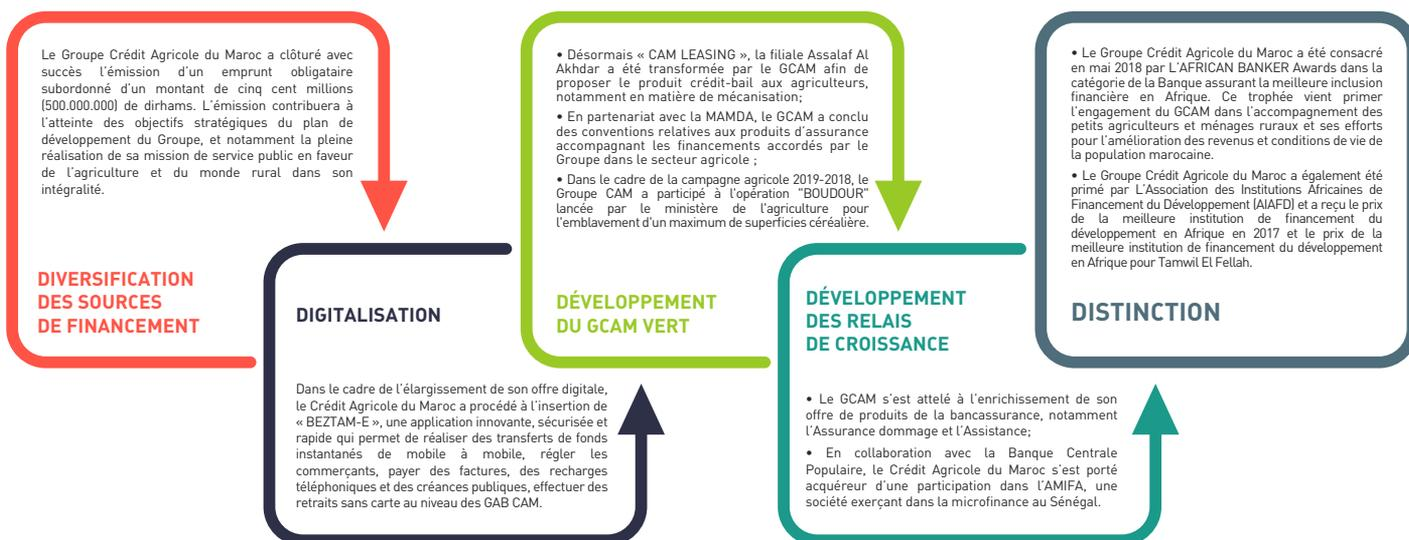 Le Groupe Crédit Agricole du Maroc a clôturé avec
succès l'émission d'un emprunt obligataire
subordonné d'un montant de cinq cent millions
(500.000.000) de dirhams. L'émission contribuera à
l'atteinte des objectifs stratégiques du plan de
développement du Groupe, et notamment la pleine
réalisation de sa mission de service public en faveur
de l'agriculture et du monde rural dans son
intégralité.
DIVERSIFICATION
DES SOURCES
DE FINANCEMENT
DIGITALISATION
Dans le cadre de l'élargissement de son offre digitale,
le Crédit Agricole du Maroc a procédé à l'insertion de
« BEZTAM-E », une application innovante, sécurisée et
rapide qui permet de réaliser des transferts de fonds
instantanés de mobile à mobile, régler les
commerçants, payer des factures, des recharges
téléphoniques et des créances publiques, effectuer des
retraits sans carte au niveau des GAB CAM.
• Désormais « CAM LEASING », la filiale Assalaf Al
Akhdar a été transformée par le GCAM afin de
proposer le produit crédit-bail aux agriculteurs,
notamment en matière de mécanisation;
• En partenariat avec la MAMDA, le GCAM a conclu
des conventions relatives aux produits d'assurance
accompagnant les financements accordés par le
Groupe dans le secteur agricole ;
• Dans le cadre de la campagne agricole 2019-2018, le
Groupe CAM a participé à l'opération "BOUDOUR"
lancée par le ministère de l'agriculture pour
l'emblavement d'un maximum de superficies céréalière.
DÉVELOPPEMENT
DU GCAM VERT
DÉVELOPPEMENT
DES RELAIS
DE CROISSANCE
• Le GCAM s'est attelé à l'enrichissement de son
offre de produits de la bancassurance, notamment
l'Assurance dommage et l'Assistance;
• En collaboration avec la Banque Centrale
Populaire, le Crédit Agricole du Maroc s'est porté
acquéreur d'une participation dans l'AMIFA, une
société exerçant dans la microfinance au Sénégal.
• Le Groupe Crédit Agricole du Maroc a été consacré
en mai 2018 par L'AFRICAN BANKER Awards dans la
catégorie de la Banque assurant la meilleure inclusion
financière en Afrique. Ce trophée vient primer
l'engagement du GCAM dans l'accompagnement des
petits agriculteurs et ménages ruraux et ses efforts
pour l'amélioration des revenus et conditions de vie de
la population marocaine.
• Le Groupe Crédit Agricole du Maroc a également été
primé par L'Association des Institutions Africaines de
Financement du Développement (AIAFD) et a reçu le prix
de la meilleure institution de financement du
développement en Afrique en 2017 et le prix de la
meilleure institution de financement du développement
en Afrique pour Tamwil El Fellah.
DISTINCTION